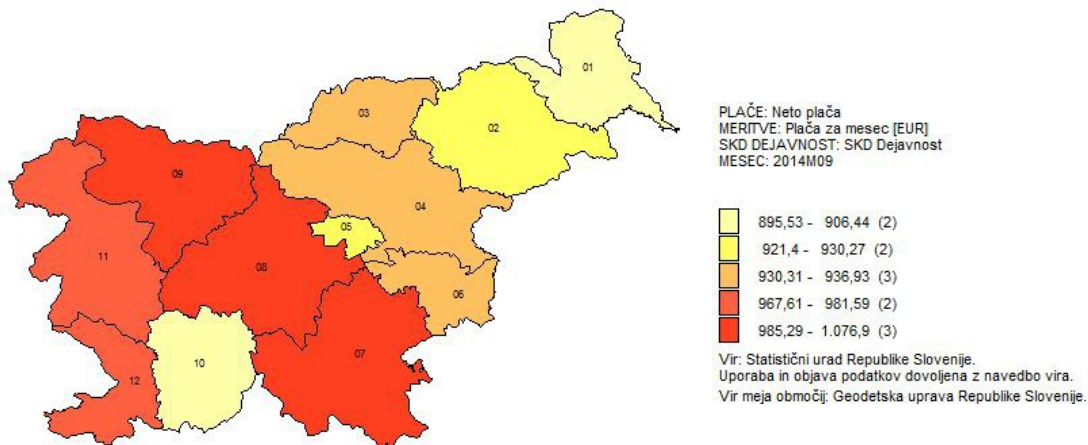 01
02
03
04
05
06
07
08
09
10
11
12
PLAČE: Neto plača
MERITVE: Plača za mesec [EUR]
SKD DEJAVNOST: SKD Dejavnost
MESEC: 2014M09
895,53 - 906,44 (2)
921,4 - 930,27 (2)
930,31 - 936,93 (3)
967,61 - 981,59 (2)
985,29 - 1.076,9 (3)
Vir: Statistični urad Republike Slovenije.
Uporaba in objava podatkov dovoljena z navedbo vira.
Vir meja območij: Geodetska uprava Republike Slovenije.